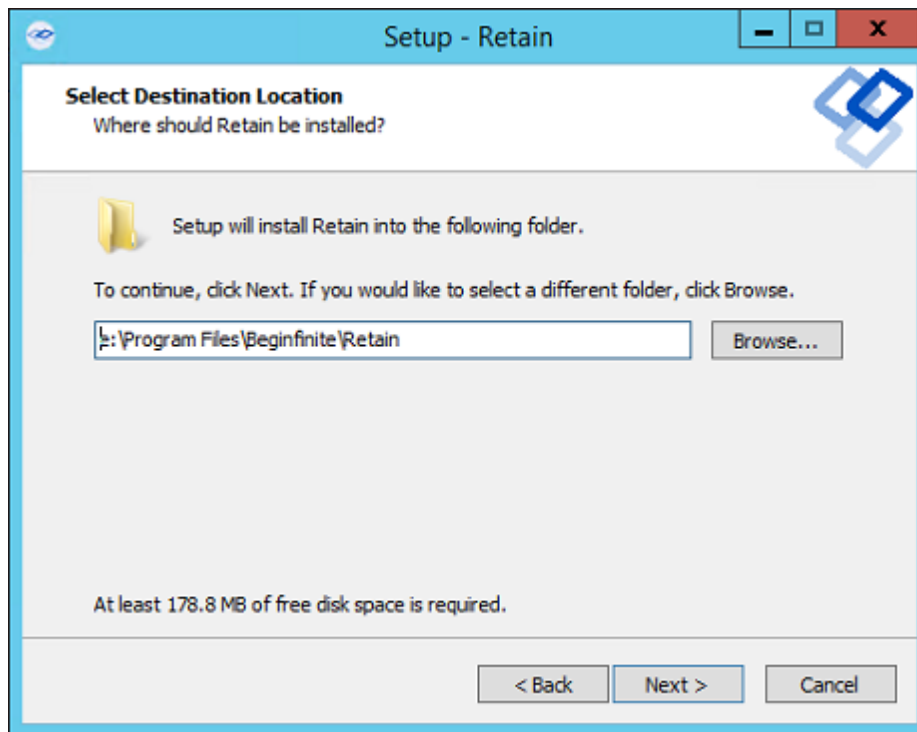 Setup - Retain
Select Destination Location
Where should Retain be installed?
Setup will install Retain into the following folder.
To continue, click Next. If you would like to select a different folder, click Browse.
e:\Program Files\Beginfinite\Retain
Browse...
At least 178.8 MB of free disk space is required.
< Back
Next >
Cancel